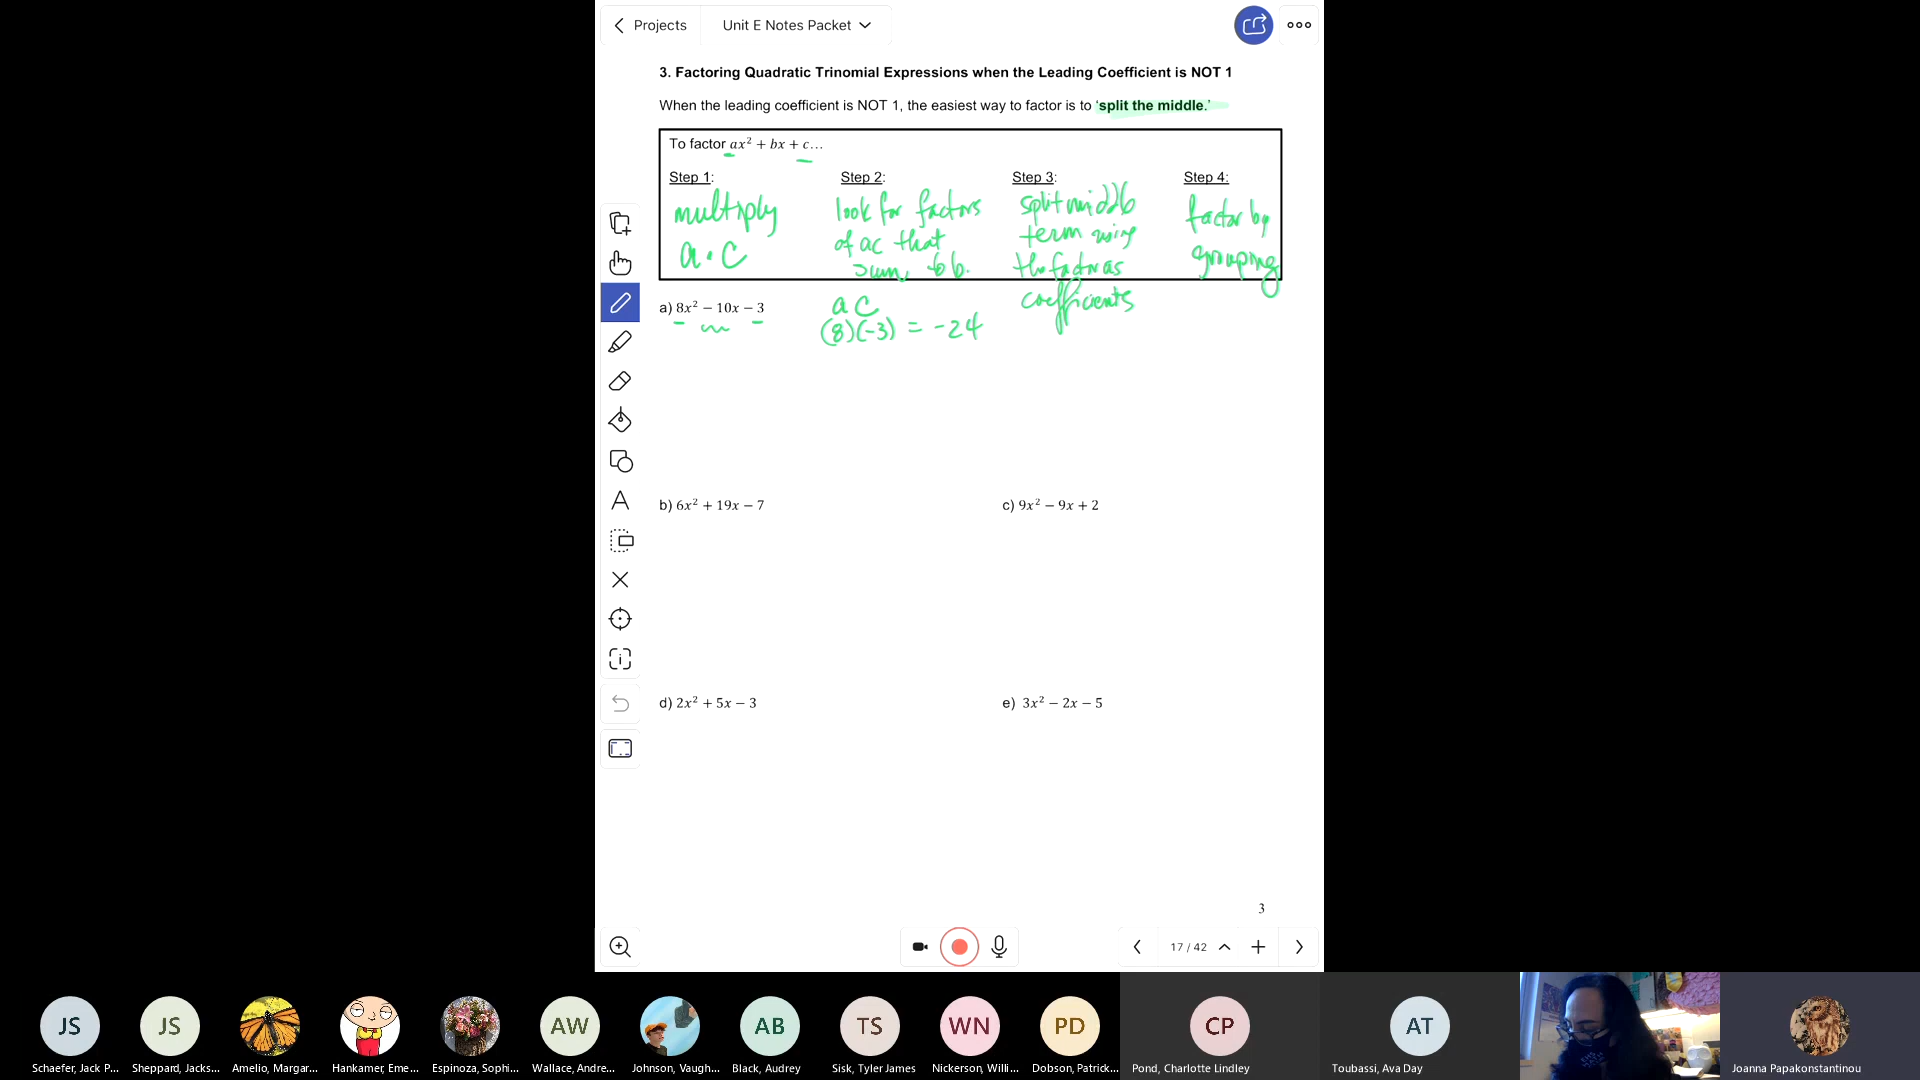 Projects
Unit E Notes Packet
3. Factoring Quadratic Trinomial Expressions when the Leading Coefficient is NOT 1
When the leading coefficient is NOT 1, the easiest way to factor is to ‘split the middle.’
To factor ax² + bx + c…
Step 1:
multiply
a · c
Step 2:
look for factors
of ac that
sum to b.
Step 3:
split middle
term using
the factor as
coefficients
Step 4:
factor by
grouping
a) 8x² − 10x − 3
a c
(8)(-3) = -24
b) 6x² + 19x − 7
c) 9x² − 9x + 2
d) 2x² + 5x − 3
e) 3x² − 2x − 5
3
17 / 42
JS
JS
AW
AB
TS
WN
PD
CP
AT
Schaefer, Jack P...
Sheppard, Jacks...
Amelio, Margar...
Hankamer, Eme...
Espinoza, Sophi...
Wallace, Andre...
Johnson, Vaugh...
Black, Audrey
Sisk, Tyler James
Nickerson, Willi...
Dobson, Patrick...
Pond, Charlotte Lindley
Toubassi, Ava Day
Joanna Papakonstantinou